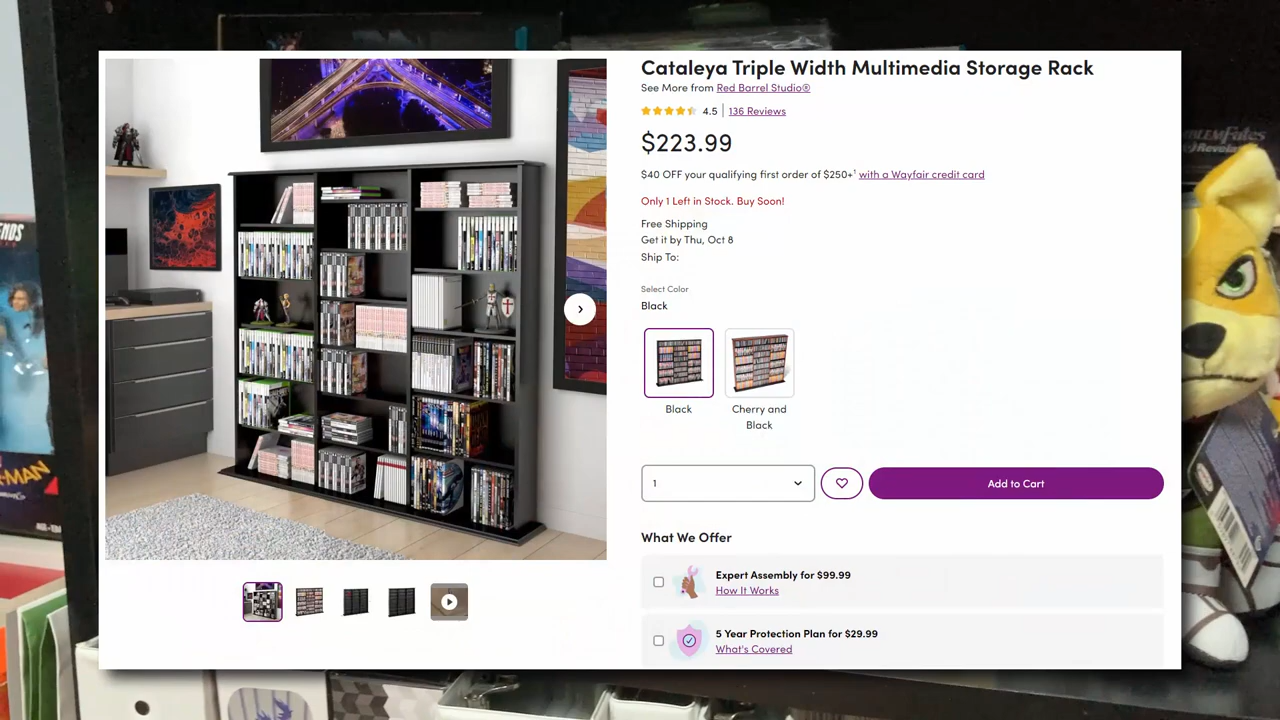 Cataleya Triple Width Multimedia Storage Rack
See More from Red Barrel Studio®
4.5 | 136 Reviews
$223.99
$40 OFF your qualifying first order of $250+¹ with a Wayfair credit card
Only 1 Left in Stock. Buy Soon!
Free Shipping
Get it by Thu, Oct 8
Ship To:
Select Color
Black
Black
Cherry and
Black
1
Add to Cart
What We Offer
Expert Assembly for $99.99
How It Works
5 Year Protection Plan for $29.99
What's Covered